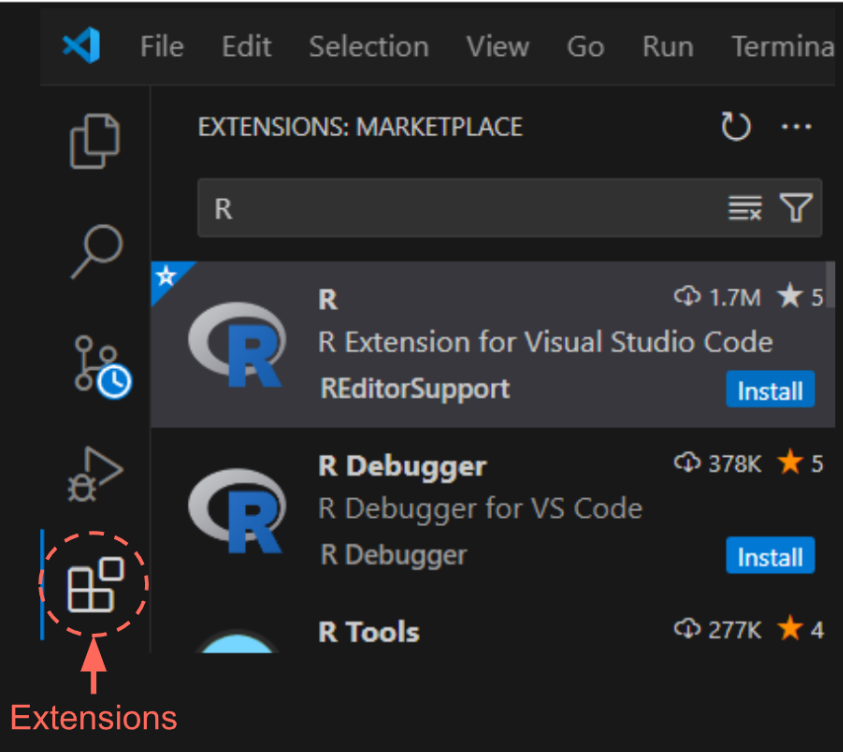 File Edit Selection View Go Run Termina
EXTENSIONS: MARKETPLACE
R
R 1.7M 5
R Extension for Visual Studio Code
REditorSupport Install
R Debugger 378K 5
R Debugger for VS Code
R Debugger Install
R Tools 277K 4
Extensions